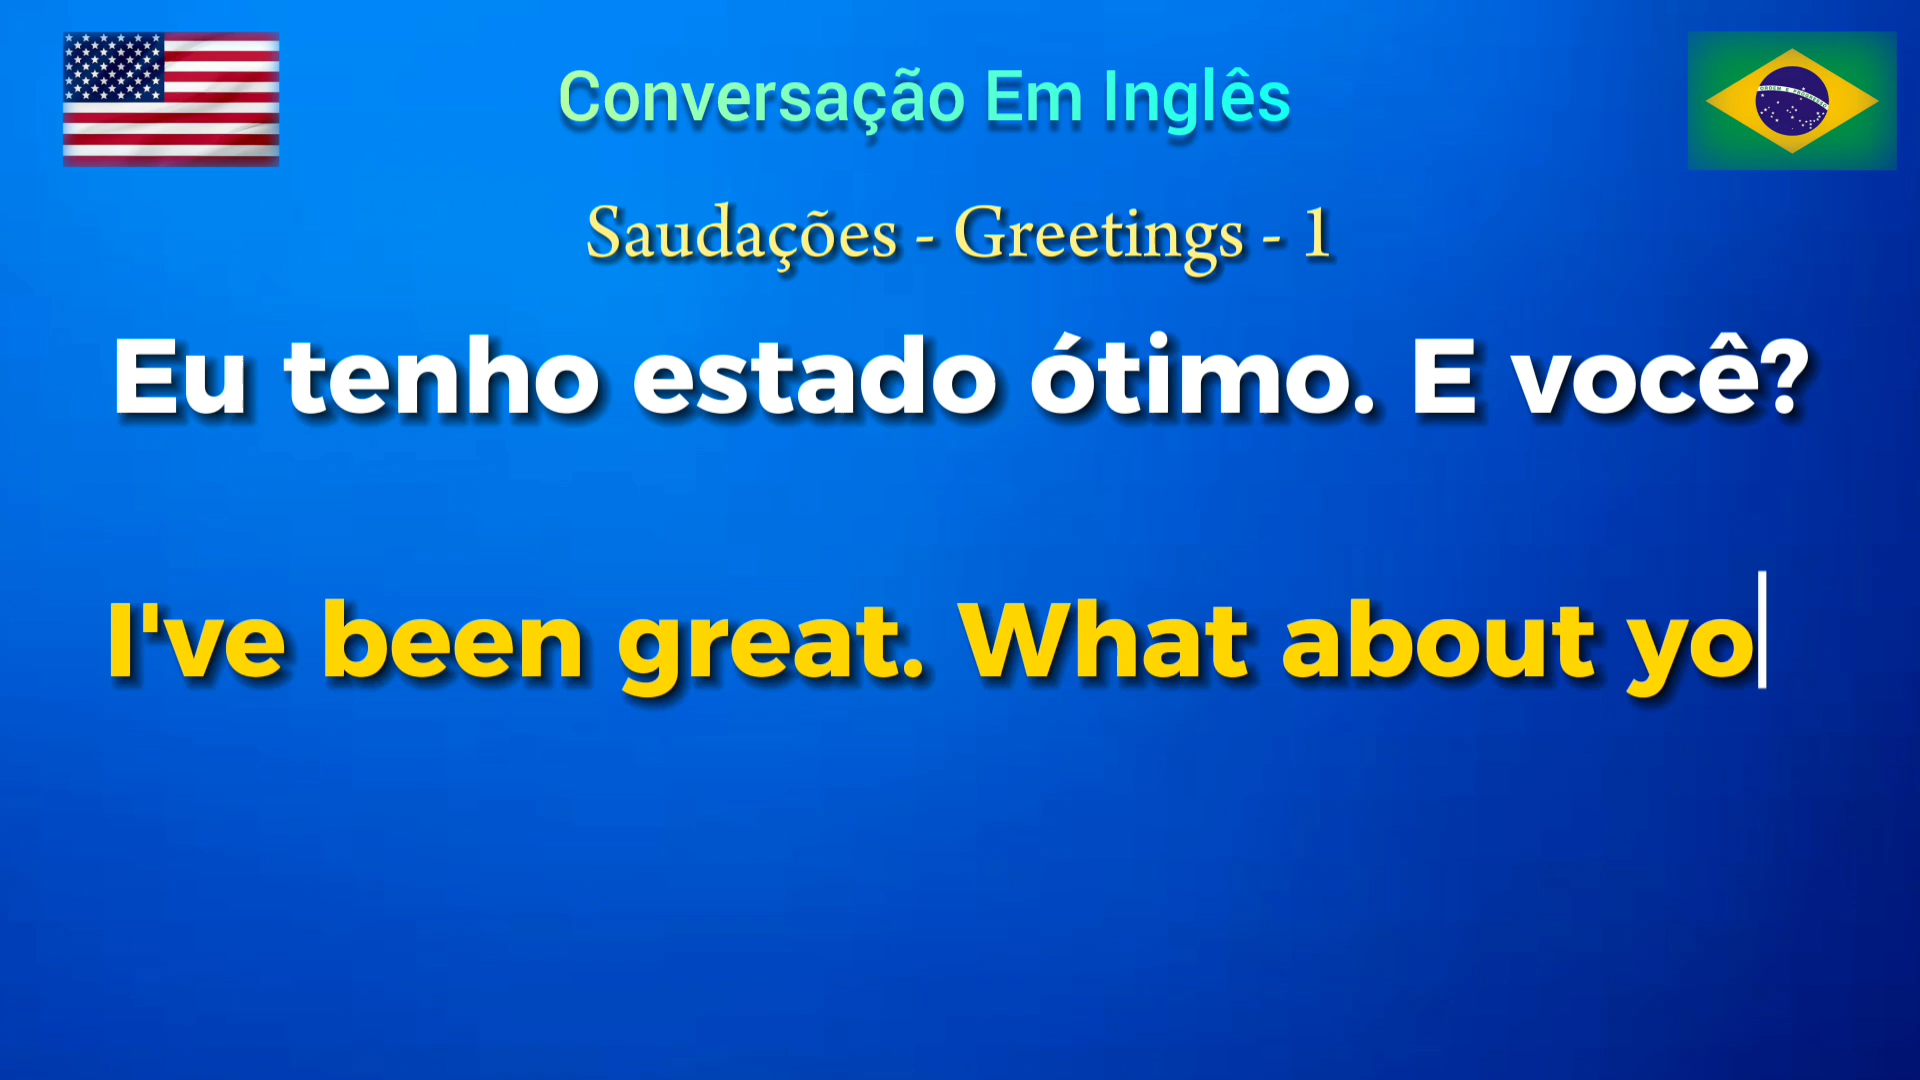 Conversação Em Inglês
Saudações - Greetings - 1
Eu tenho estado ótimo. E você?
I've been great. What about yo